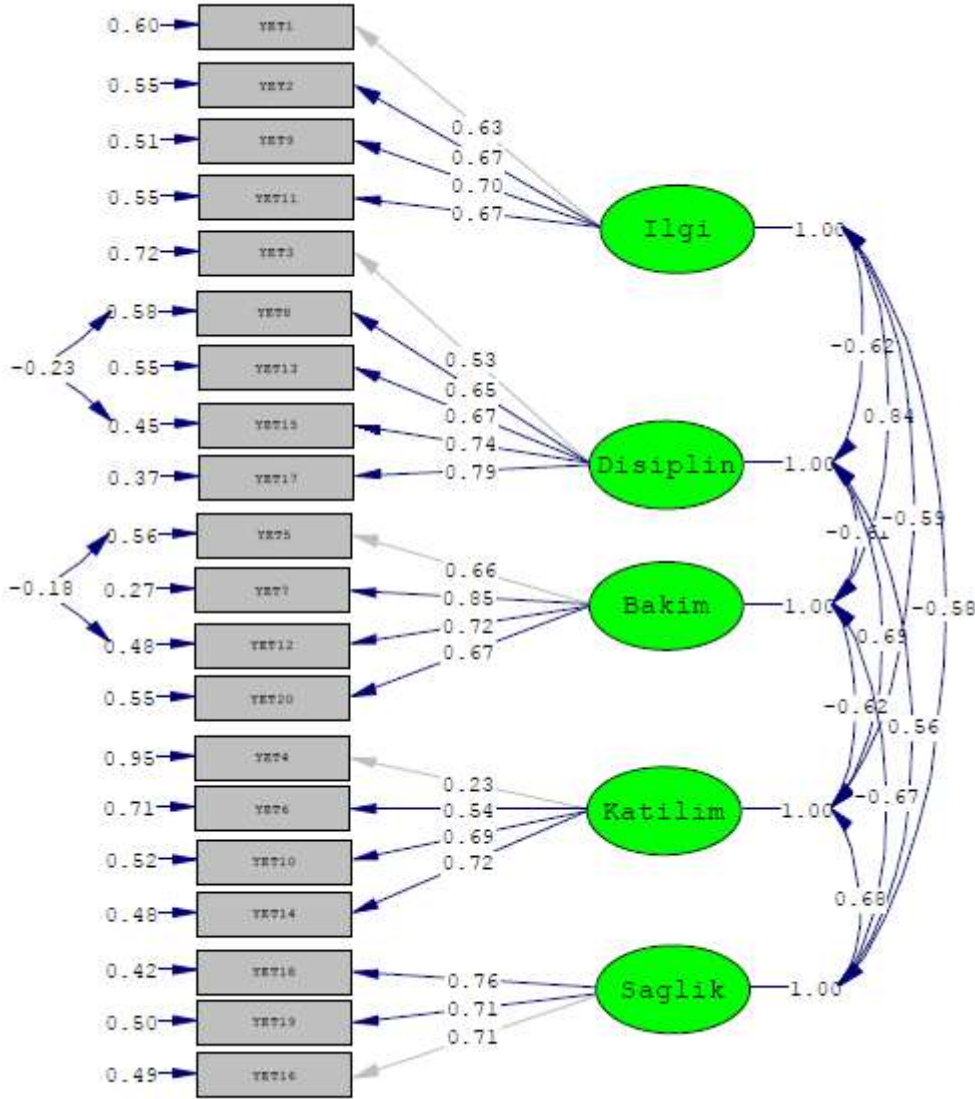 0.60 YET1
0.55 YET2
0.51 YET9
0.55 YET11
0.72 YET3
0.58 YET8
0.55 YET13
0.45 YET15
0.37 YET17
-0.23
0.56 YET5
0.27 YET7
0.48 YET12
0.55 YET20
-0.18
0.95 YET4
0.71 YET6
0.52 YET10
0.48 YET14
0.42 YET18
0.50 YET19
0.49 YET16
0.63
0.67
0.70
0.67
Ilgi 1.00
0.53
0.65
0.67
0.74
0.79
Disiplin 1.00
0.66
0.85
0.72
0.67
Bakim 1.00
0.23
0.54
0.69
0.72
Katilim 1.00
0.76
0.71
0.71
Saglik 1.00
-0.62
0.84
-0.59
-0.61
-0.58
0.69
-0.62
0.56
-0.67
0.68